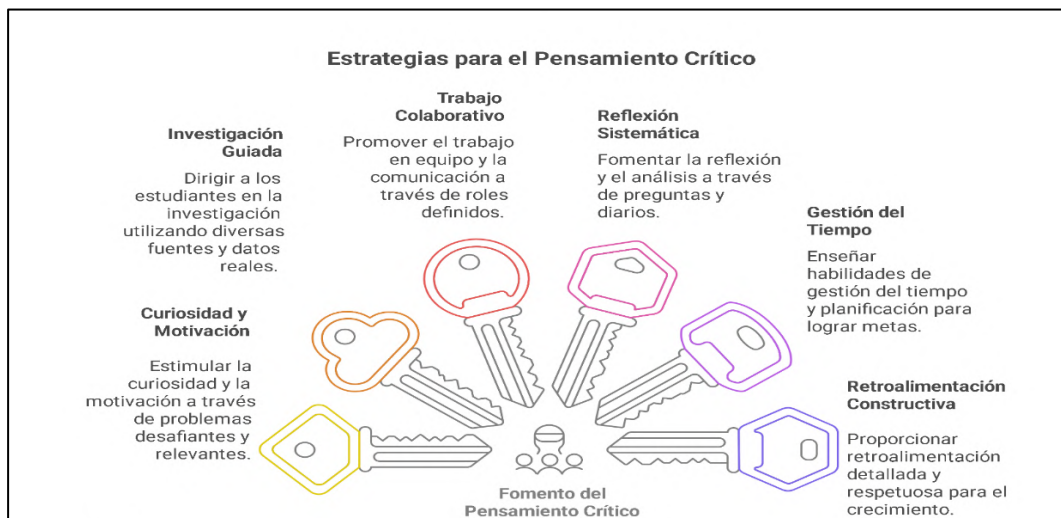 Estrategias para el Pensamiento Crítico
Trabajo
Colaborativo
Promover el trabajo
en equipo y la
comunicación a
través de roles
definidos.
Reflexión
Sistemática
Fomentar la reflexión
y el análisis a través
de preguntas y
diarios.
Investigación
Guiada
Dirigir a los
estudiantes en la
investigación
utilizando diversas
fuentes y datos
reales.
Gestión del
Tiempo
Enseñar
habilidades de
gestión del tiempo
y planificación para
lograr metas.
Curiosidad y
Motivación
Estimular la
curiosidad y la
motivación a través
de problemas
desafiantes y
relevantes.
Retroalimentación
Constructiva
Proporcionar
retroalimentación
detallada y
respetuosa para el
crecimiento.
Fomento del
Pensamiento Crítico